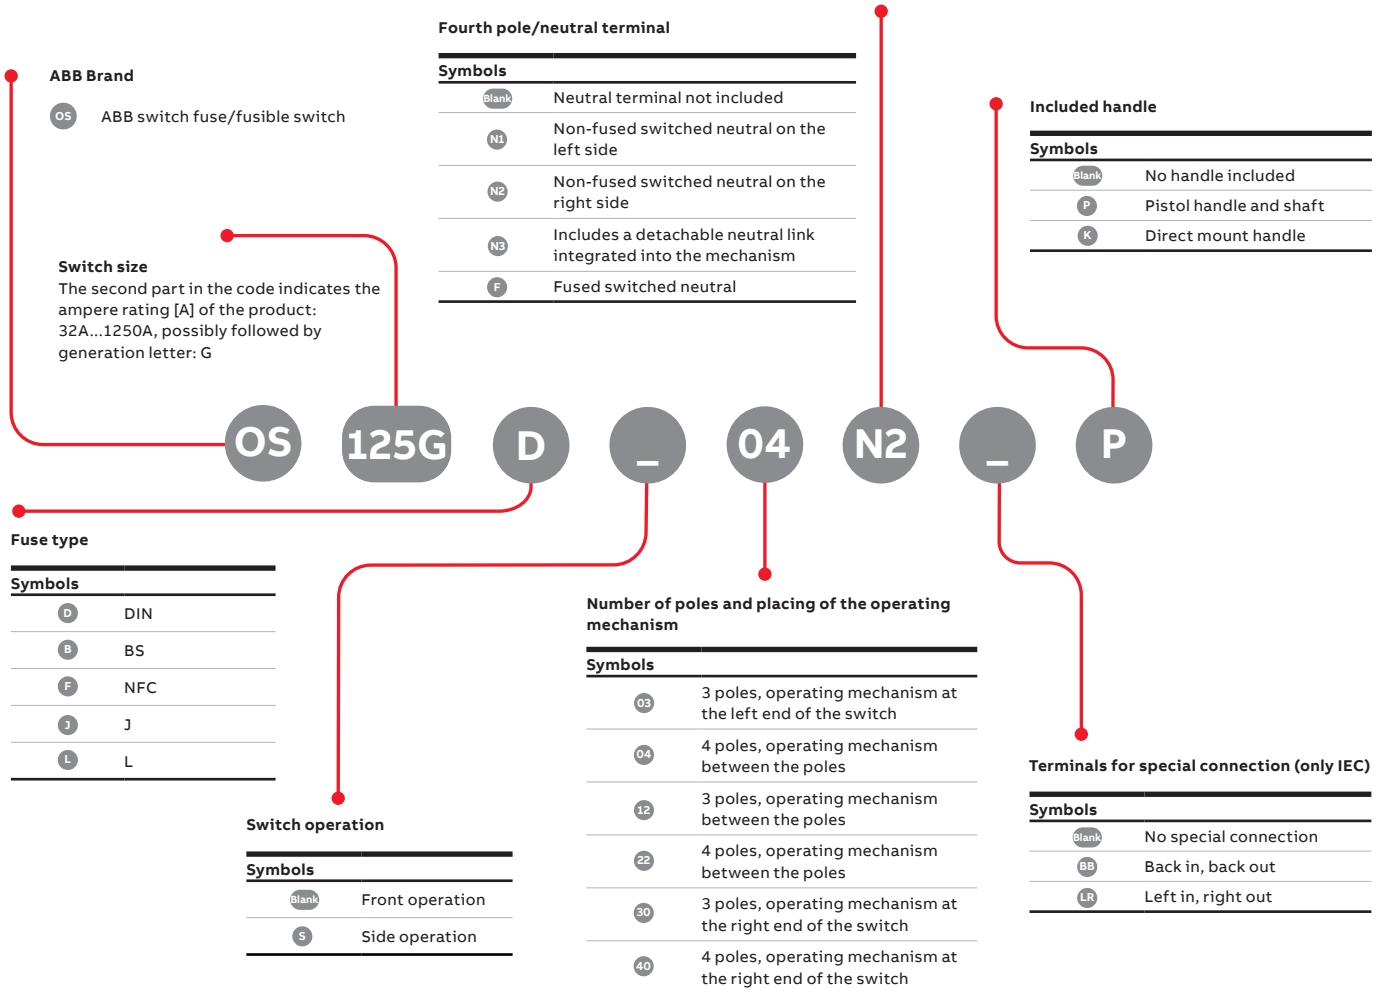 ABB Brand
OS ABB switch fuse/fusible switch
Switch size
The second part in the code indicates the
ampere rating [A] of the product:
32A...1250A, possibly followed by
generation letter: G
Fourth pole/neutral terminal
Symbols
Blank Neutral terminal not included
N1 Non-fused switched neutral on the
left side
N2 Non-fused switched neutral on the
right side
N3 Includes a detachable neutral link
integrated into the mechanism
F Fused switched neutral
Included handle
Symbols
Blank No handle included
P Pistol handle and shaft
K Direct mount handle
OS 125G D _ 04 N2 _ P
Fuse type
Symbols
D DIN
B BS
F NFC
J J
L L
Switch operation
Symbols
Blank Front operation
S Side operation
Number of poles and placing of the operating
mechanism
Symbols
03 3 poles, operating mechanism at
the left end of the switch
04 4 poles, operating mechanism
between the poles
12 3 poles, operating mechanism
between the poles
22 4 poles, operating mechanism
between the poles
30 3 poles, operating mechanism at
the right end of the switch
40 4 poles, operating mechanism at
the right end of the switch
Terminals for special connection (only IEC)
Symbols
Blank No special connection
BB Back in, back out
LR Left in, right out